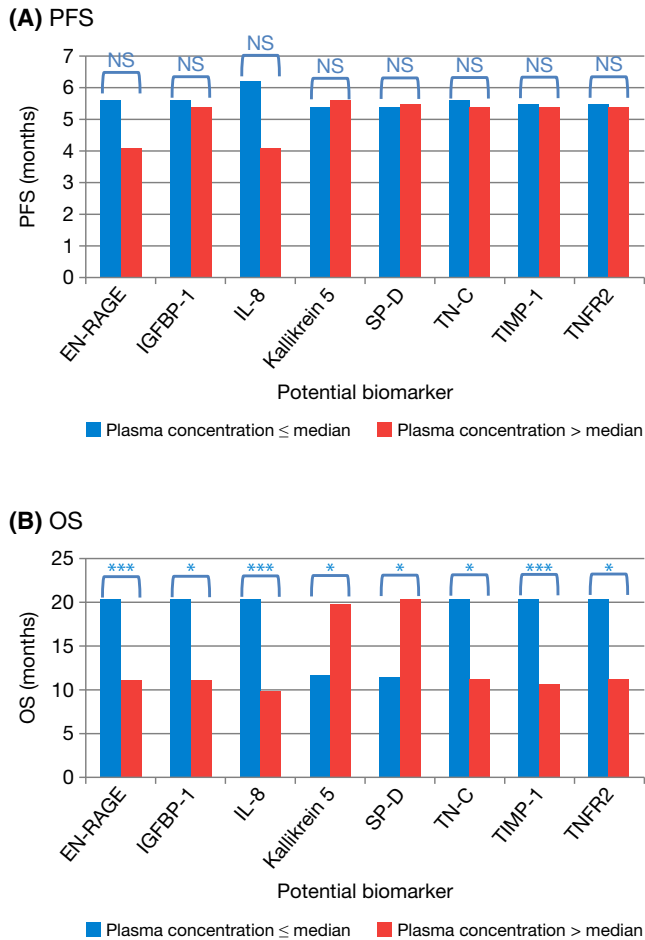 (A) PFS
NS NS NS NS NS NS NS NS
7
6
5
4
3
2
1
0
PFS (months)
EN-RAGE
IGFBP-1
IL-8
Kallikrein 5
SP-D
TN-C
TIMP-1
TNFR2
Potential biomarker
Plasma concentration ≤ median Plasma concentration > median
(B) OS
*** * *** * * * *** *
25
20
15
10
5
0
OS (months)
EN-RAGE
IGFBP-1
IL-8
Kallikrein 5
SP-D
TN-C
TIMP-1
TNFR2
Potential biomarker
Plasma concentration ≤ median Plasma concentration > median